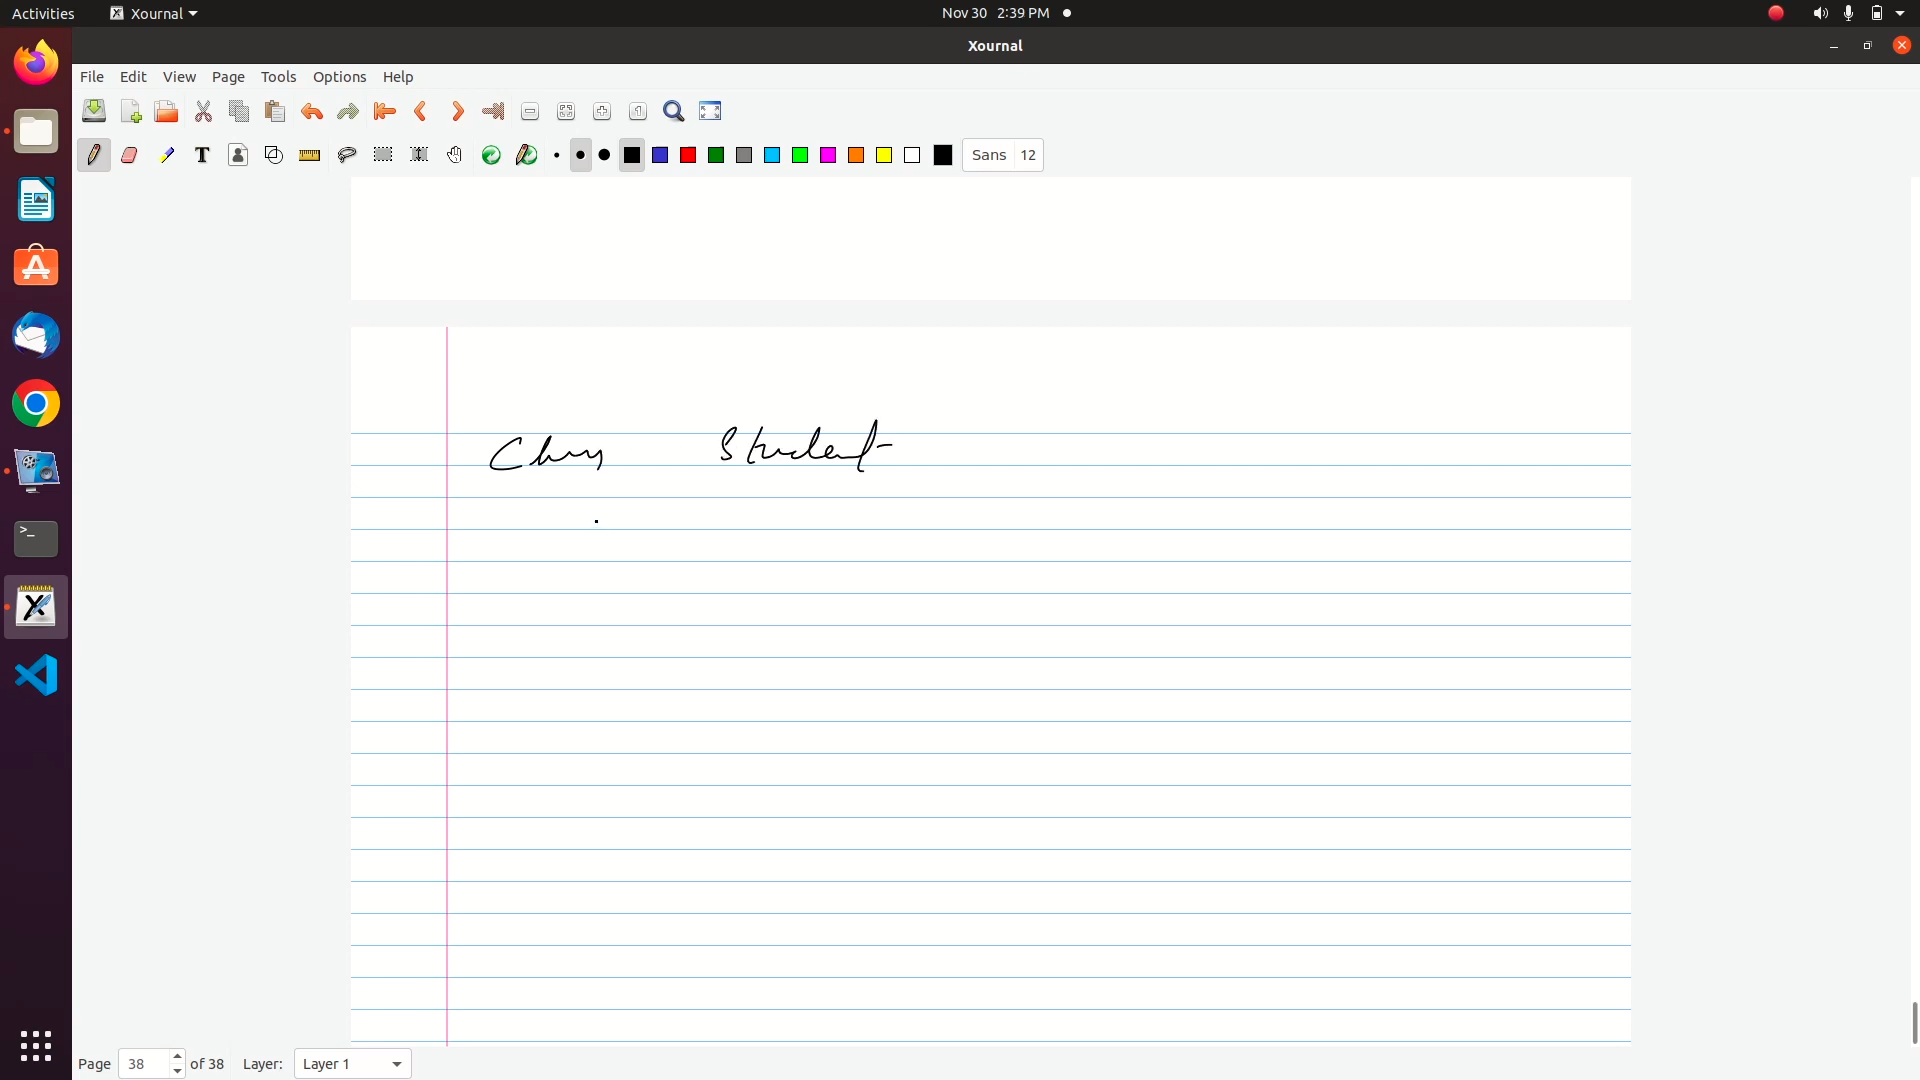 Activities Xournal Nov 30 2:39 PM
Xournal
File Edit View Page Tools Options Help
Sans 12
Student
Page 38 of 38 Layer: Layer 1